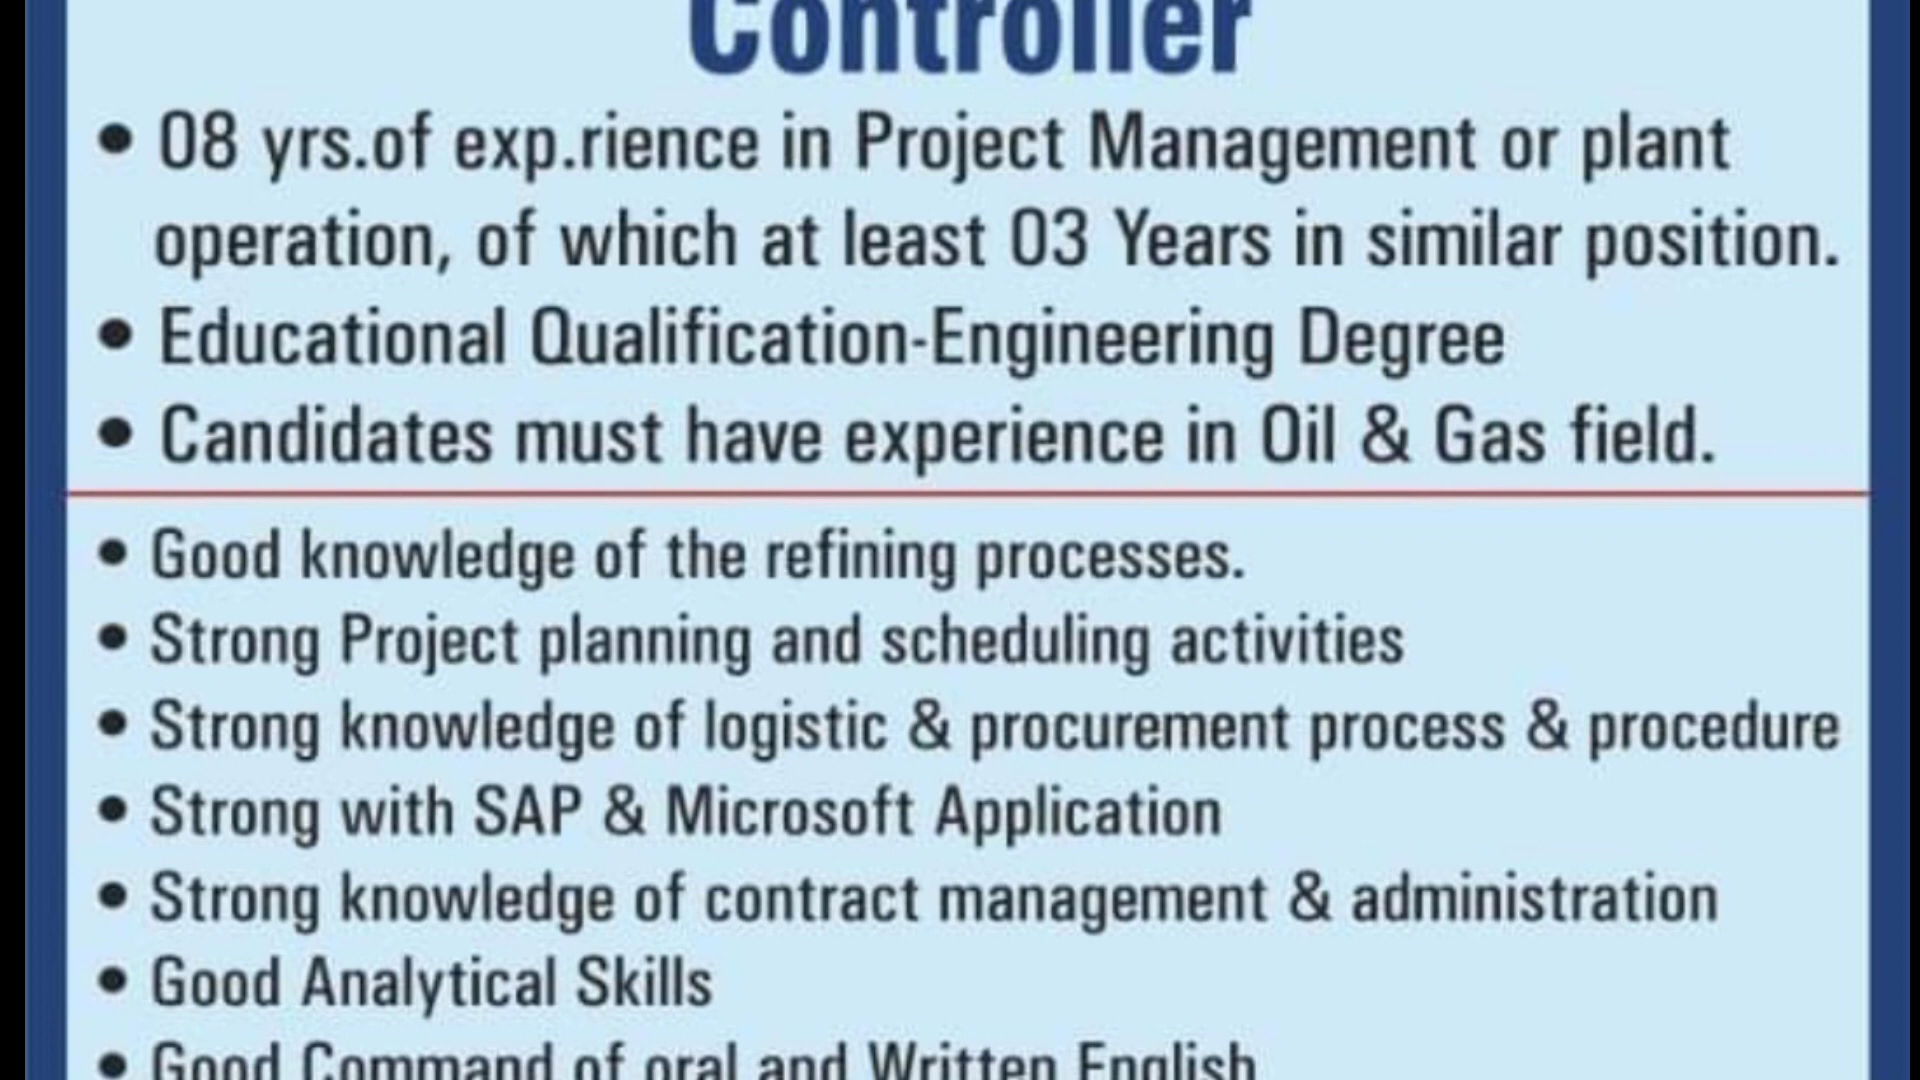 Controller
• 08 yrs.of exp.rience in Project Management or plant
operation, of which at least 03 Years in similar position.
• Educational Qualification-Engineering Degree
• Candidates must have experience in Oil & Gas field.
• Good knowledge of the refining processes.
• Strong Project planning and scheduling activities
• Strong knowledge of logistic & procurement process & procedure
• Strong with SAP & Microsoft Application
• Strong knowledge of contract management & administration
• Good Analytical Skills
• Good Command of oral and Written English